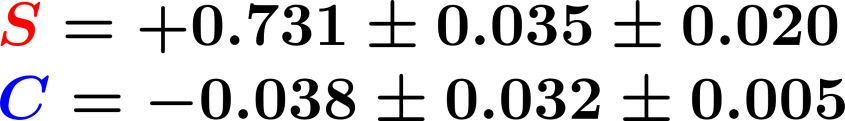 S = +0.731 ± 0.035 ± 0.020
C = −0.038 ± 0.032 ± 0.005